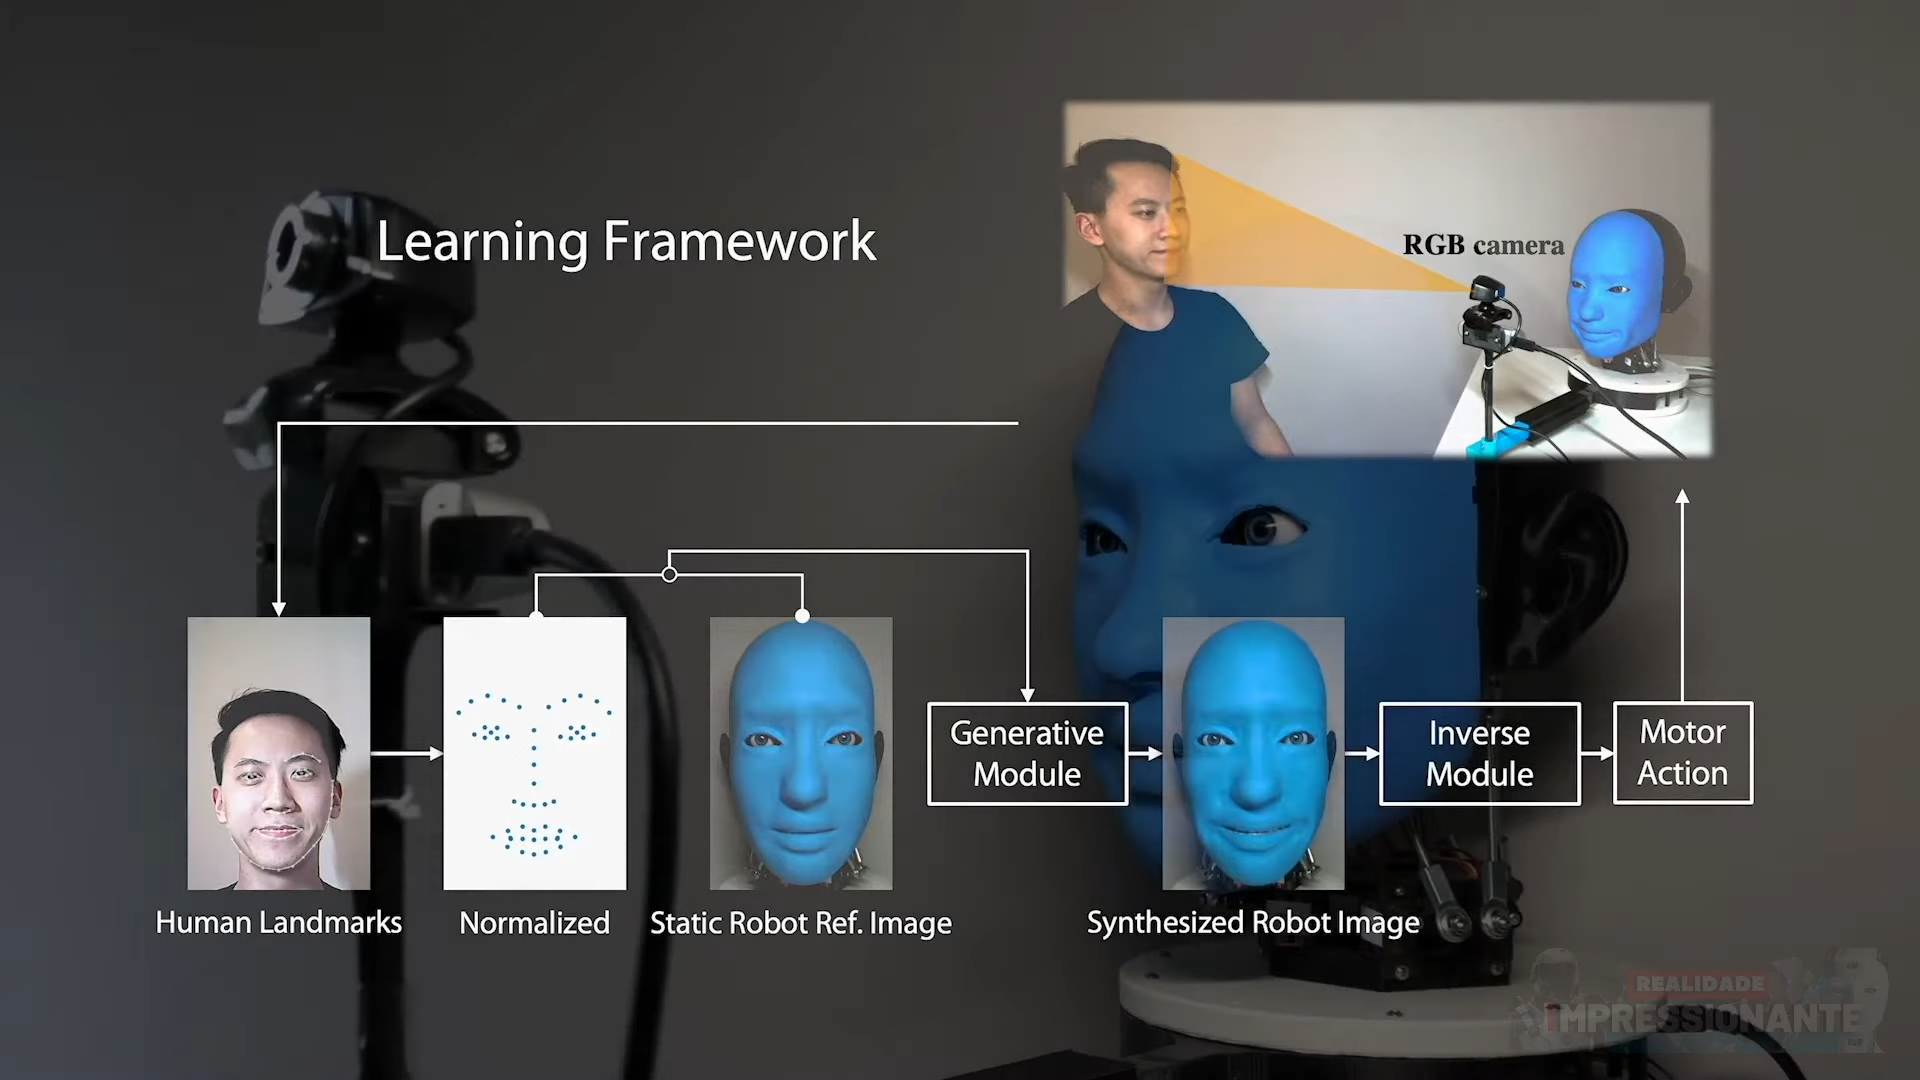 Learning Framework
RGB camera
Generative
Module
Inverse
Module
Motor
Action
Human Landmarks
Normalized
Static Robot Ref. Image
Synthesized Robot Image
REALIDADE
IMPRESSIONANTE